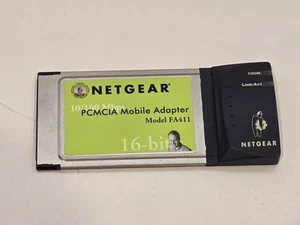 NETGEAR®
10/100 Mbps
PCMCIA Mobile Adapter
Model FA411
16-bit
100M
Link/Act
NETGEAR